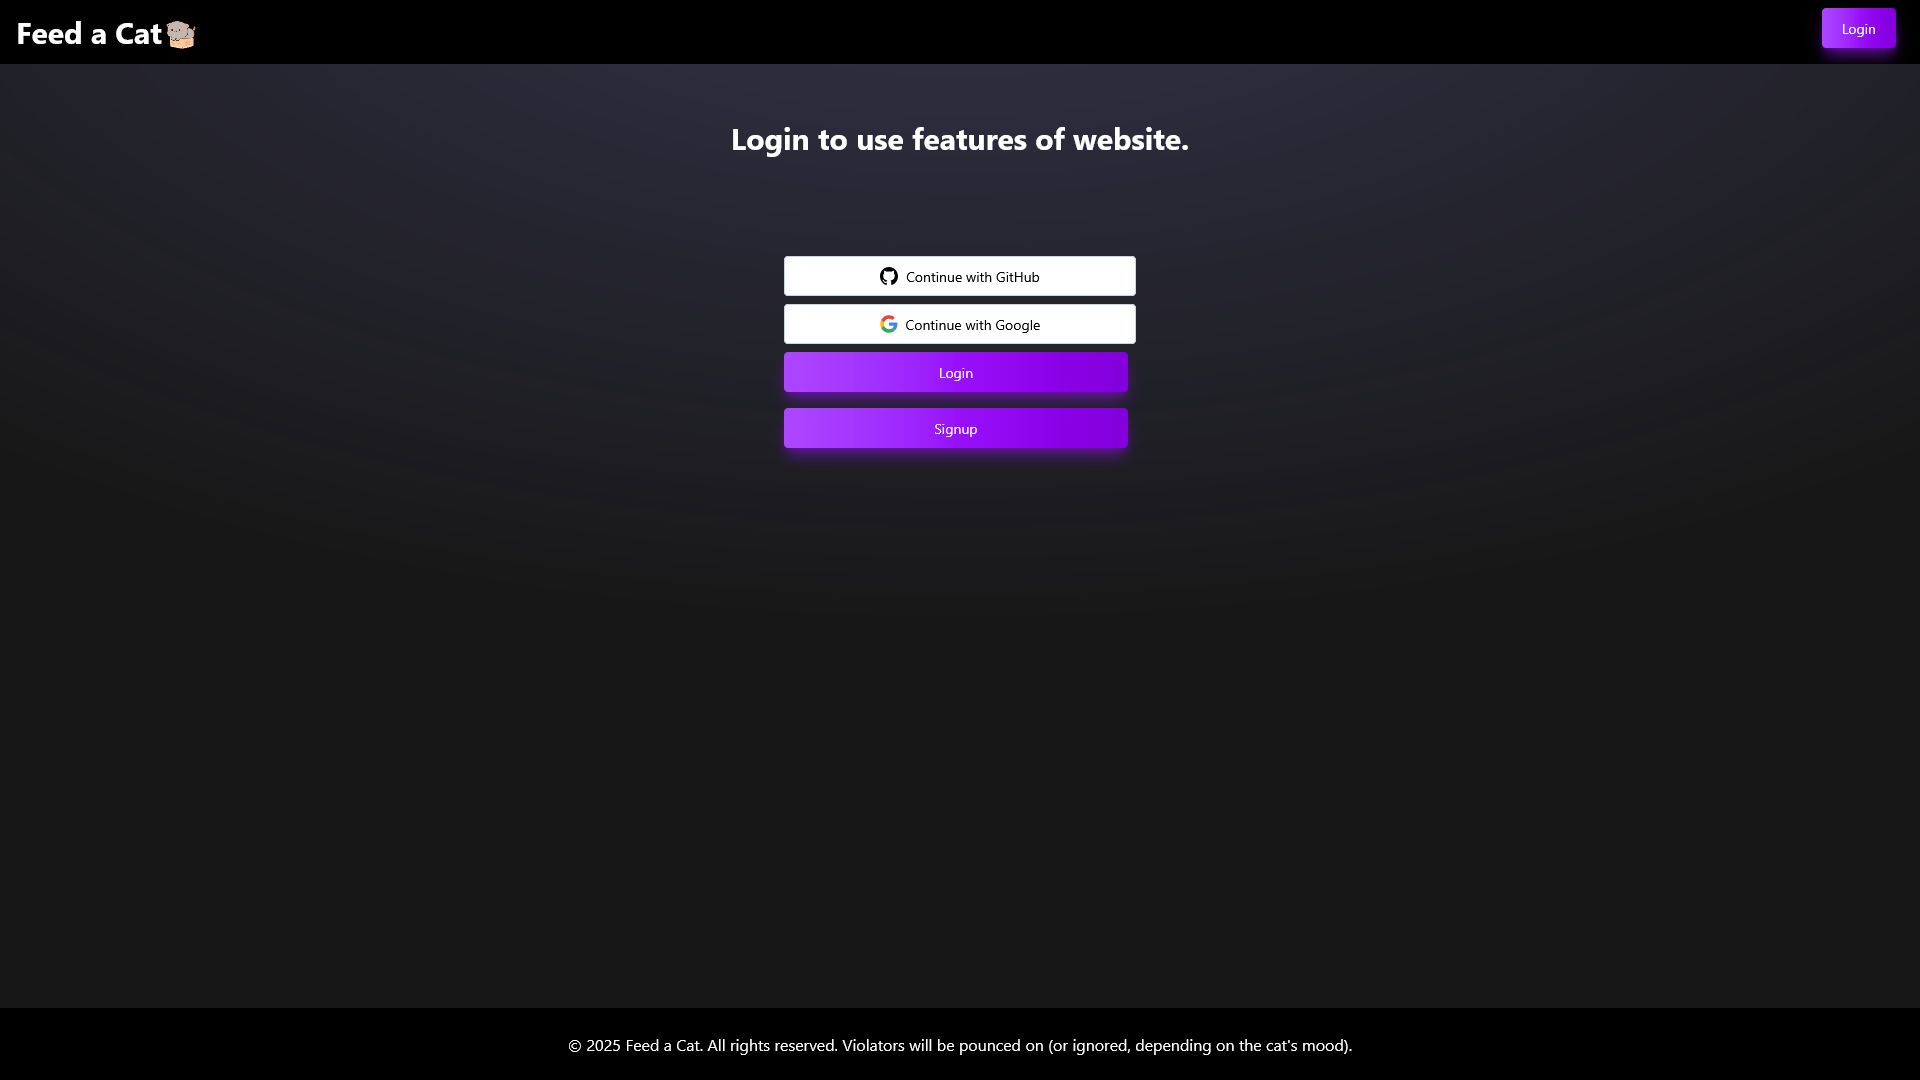 Feed a Cat
Login
Login to use features of website.
Continue with GitHub
Continue with Google
Login
Signup
© 2025 Feed a Cat. All rights reserved. Violators will be pounced on (or ignored, depending on the cat's mood).